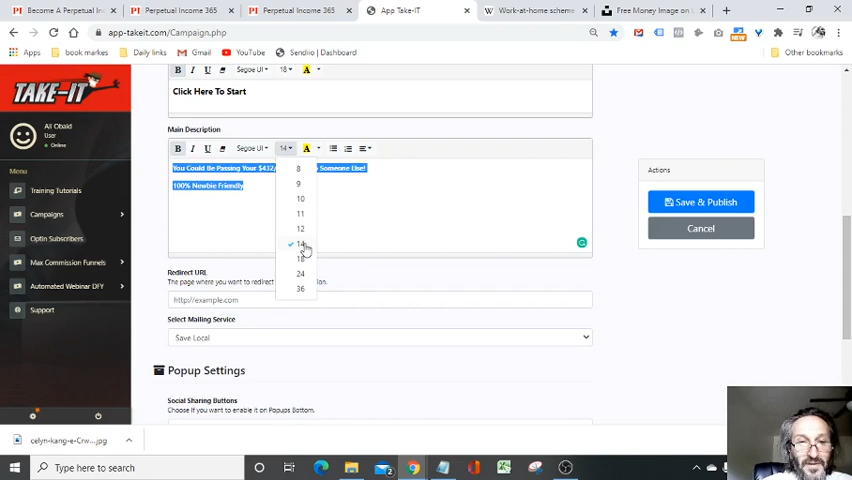 Become A Perpetual In
Perpetual Income 365
Perpetual Income 365
App Take-IT
Work-at-home scheme
Free Money Image on U
app-takeit.com/Campaign.php
Apps
book markes
Daily links
Gmail
YouTube
Sendiio | Dashboard
Other bookmarks
TAKE-IT
Ali Obaid
User
Online
Menu
Training Tutorials
Campaigns
Optin Subscribers
Max Commission Funnels
Automated Webinar DFY
Support
B I U Segoe UI 18 A
Click Here To Start
Main Description
B I U Segoe UI 14 A
You Could Be Passing Your $432/ Someone Else!
100% Newbie Friendly
8
9
10
11
12
14
18
24
36
Redirect URL
The page where you want to redirect
http://example.com
Select Mailing Service
Save Local
Popup Settings
Social Sharing Buttons
Choose If you want to enable it on Popups Bottom.
Actions
Save & Publish
Cancel
celyn-kang-e-Crw....jpg
Type here to search